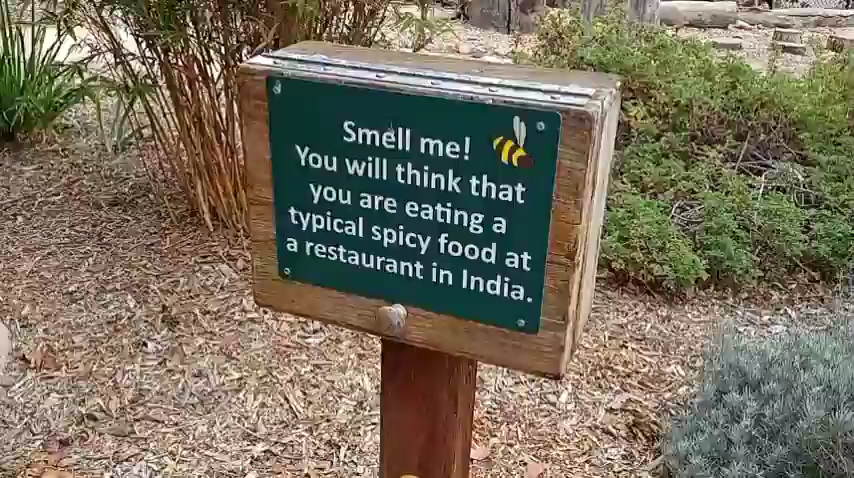 Smell me!
You will think that
you are eating a
typical spicy food at
a restaurant in India.